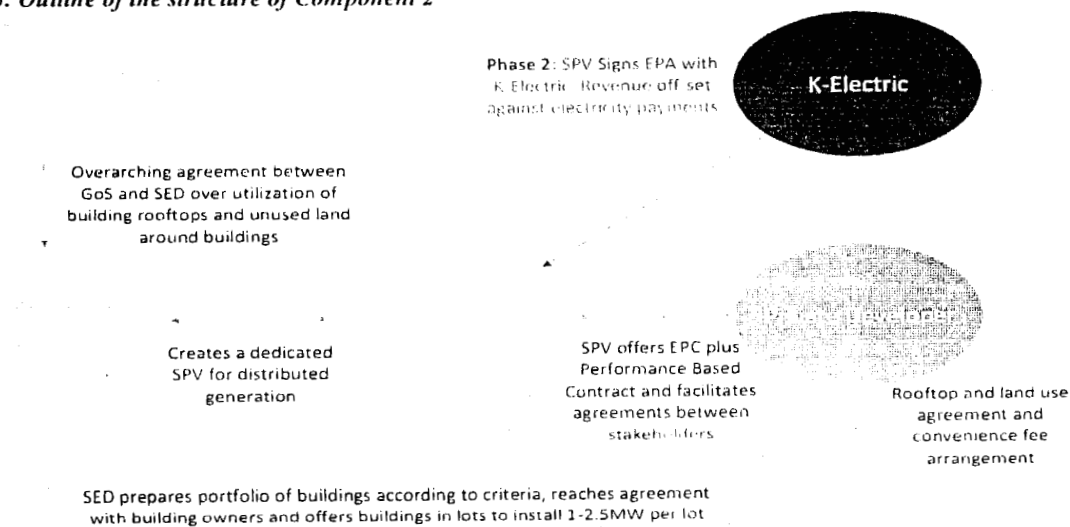 Outline of the structure of Component 2
Phase 2: SPV Signs EPA with
K Electric. Revenue off set
against electricity payments
K-Electric
Overarching agreement between
GoS and SED over utilization of
building rooftops and unused land
around buildings
Developer
Creates a dedicated
SPV for distributed
generation
SPV offers EPC plus
Performance Based
Contract and facilitates
agreements between
stakeholders
Rooftop and land use
agreement and
convenience fee
arrangement
SED prepares portfolio of buildings according to criteria, reaches agreement
with building owners and offers buildings in lots to install 1-2.5MW per lot